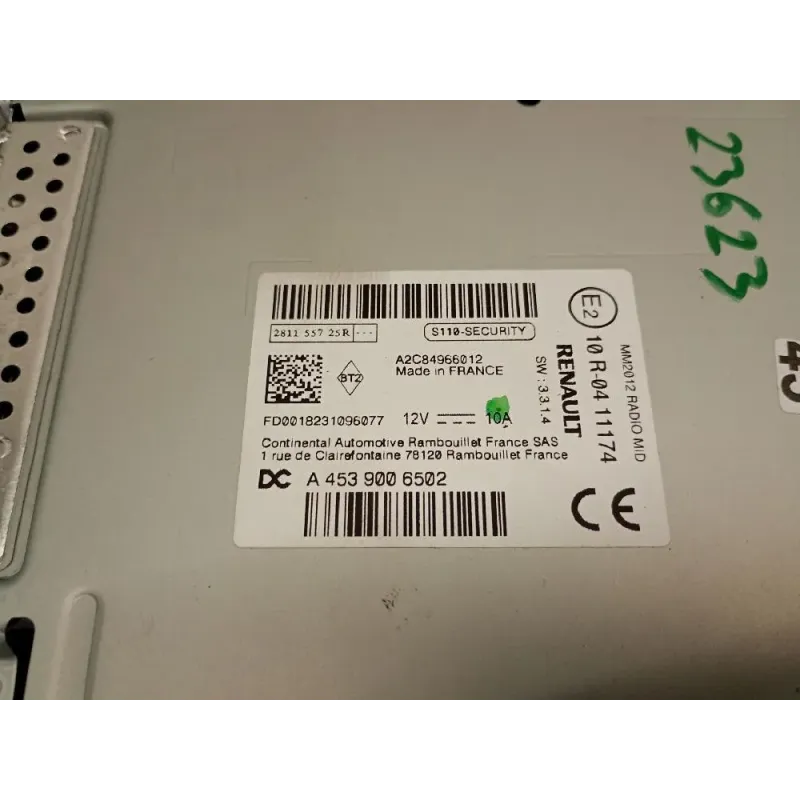 23623
2811 557 25R ---
S110-SECURITY
BT2
A2C84966012
Made in FRANCE
FD0018231096077
12V 10A
Continental Automotive Rambouillet France SAS
1 rue de Clairefontaine 78120 Rambouillet France
DC A 453 900 6502
SW : 3.3.1.4
RENAULT
E2
10 R-04 11174
MM2012 RADIO MID
CE